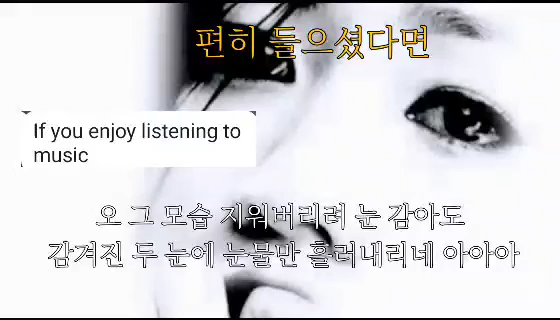 편히 들으셨다면
If you enjoy listening to
music
오 그 모습 지워버리려 눈 감아도
감겨진 두 눈에 눈물만 흘러내리네 아아아